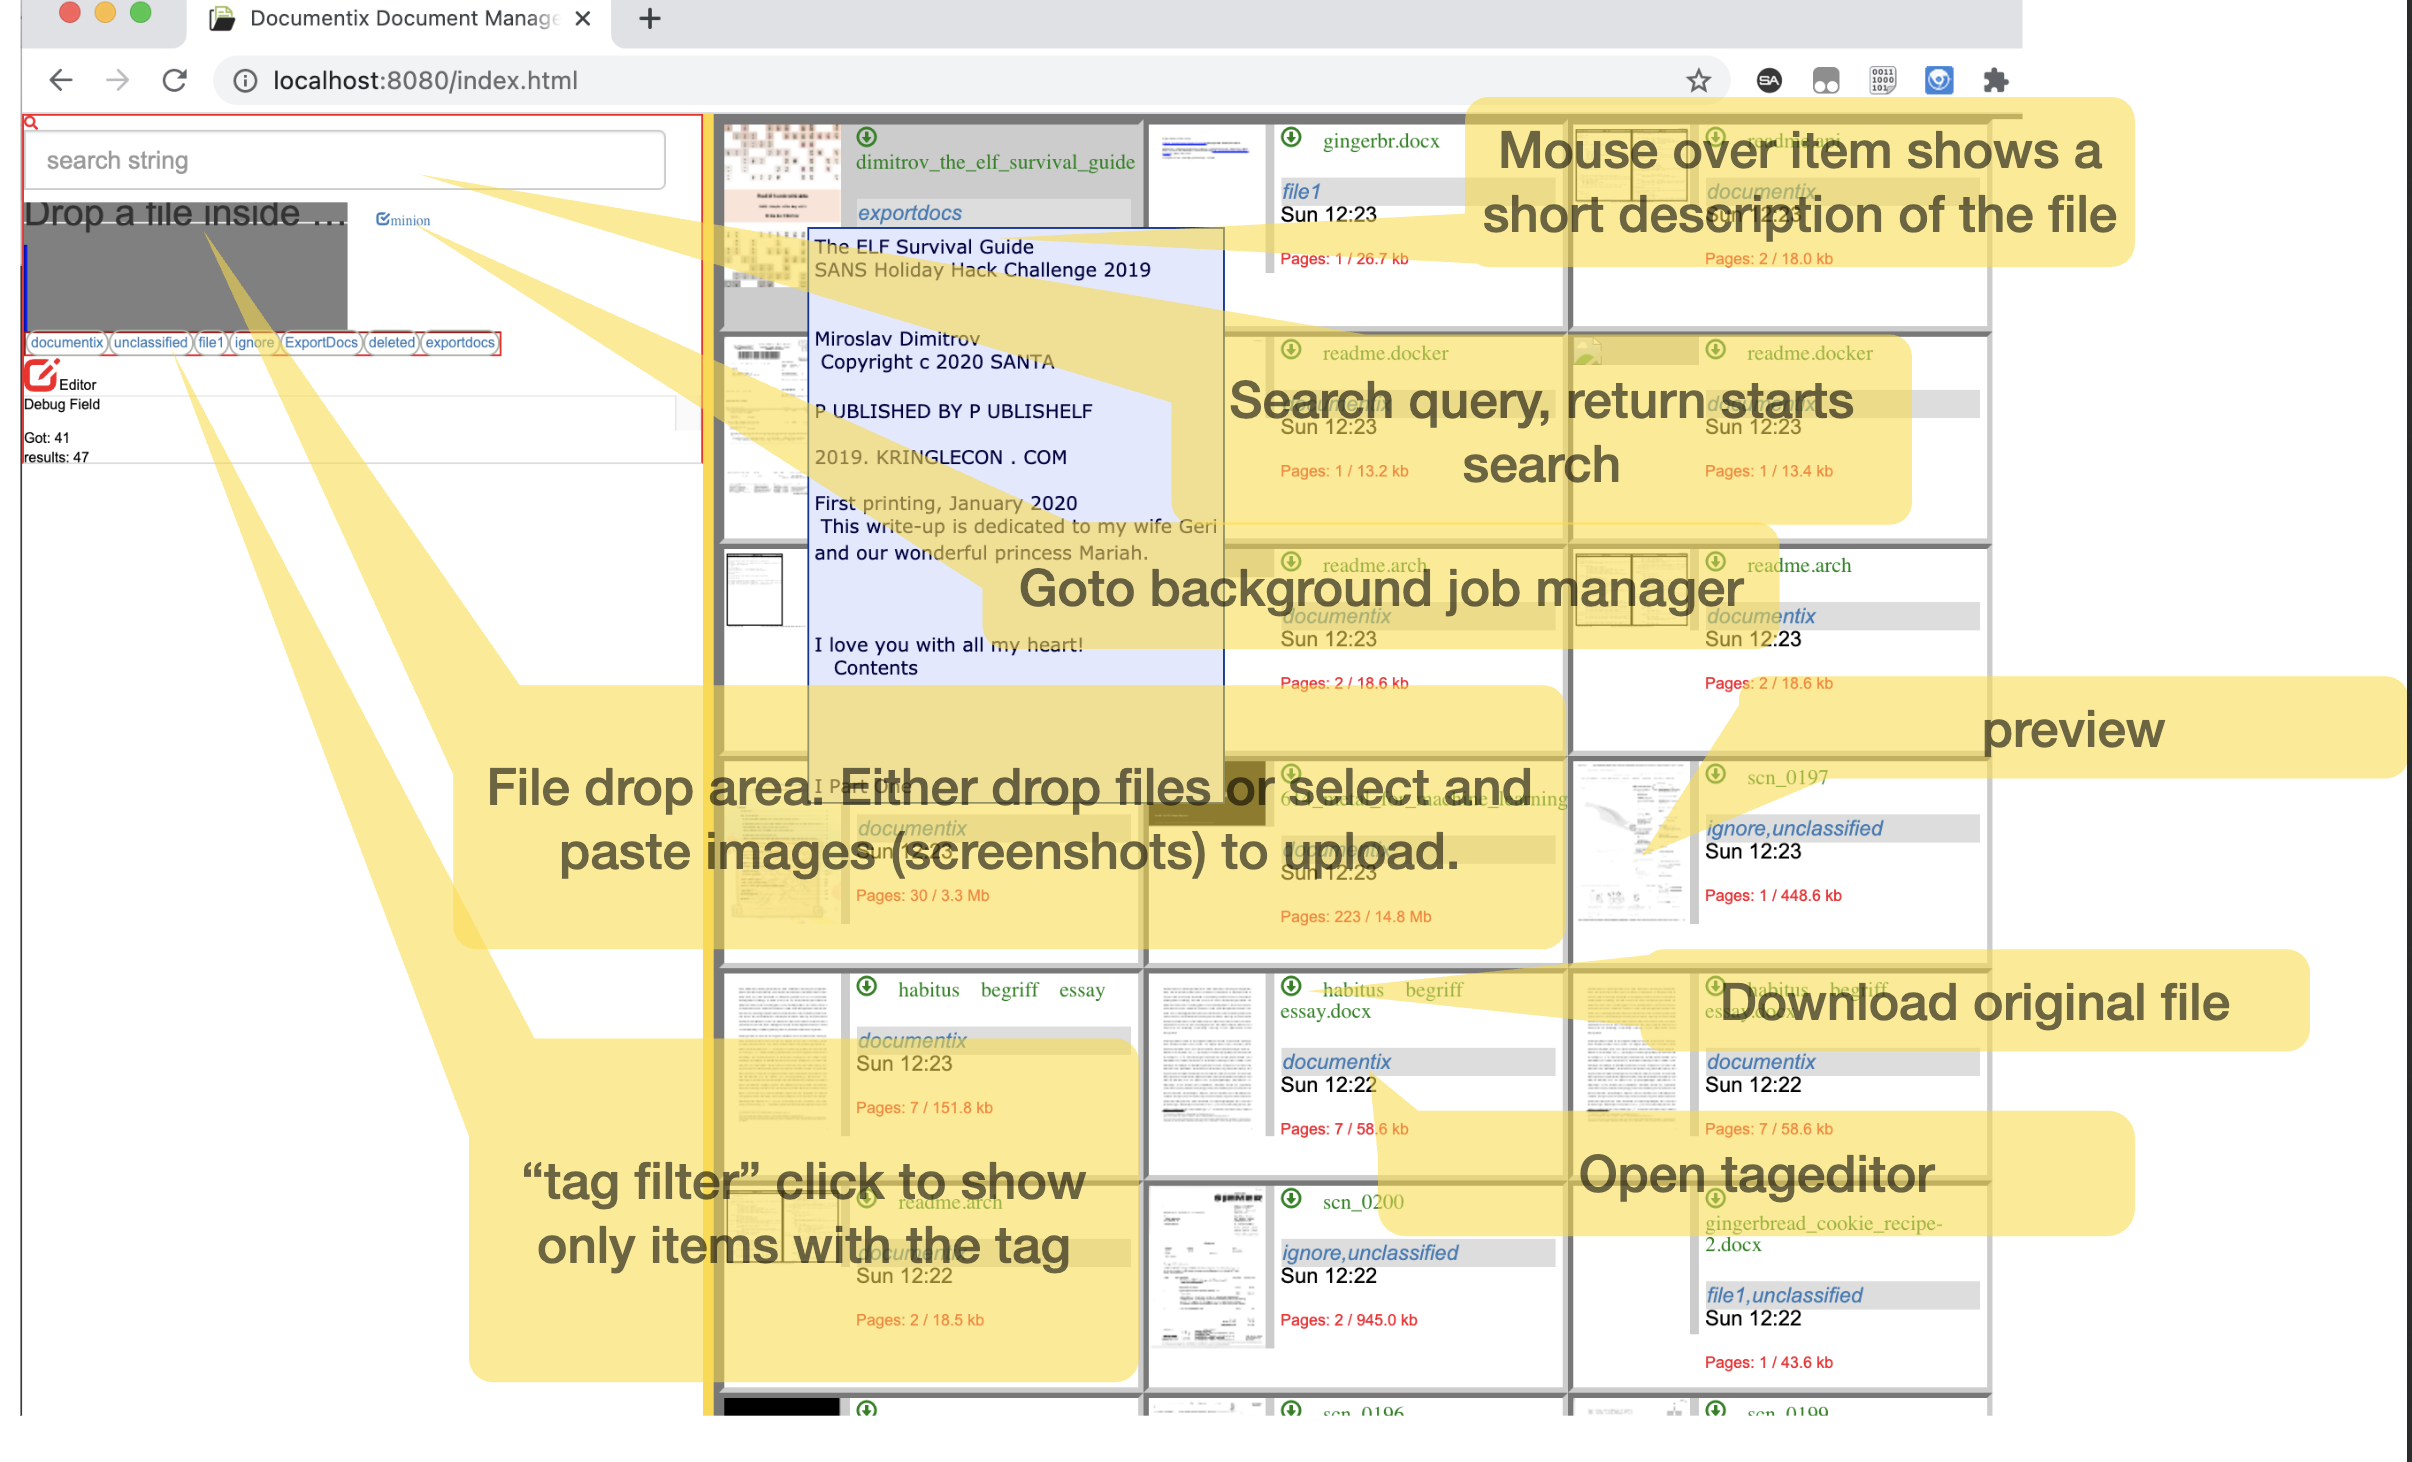 Documentix Document Manage
localhost:8080/index.html
SA
0011
1000
101
search string
Drop a file inside ...
minion
documentix unclassified file1 ignore ExportDocs deleted exportdocs
Editor
Debug Field
Got: 41
results: 47
dimitrov_the_elf_survival_guide
exportdocs
gingerbr.docx
file1
Sun 12:23
Pages: 1 / 26.7 kb
readme.api
documentix
Sun 12:23
Pages: 2 / 18.0 kb
Mouse over item shows a
short description of the file
The ELF Survival Guide
SANS Holiday Hack Challenge 2019
Miroslav Dimitrov
Copyright c 2020 SANTA
P UBLISHED BY P UBLISHELF
2019. KRINGLECON . COM
First printing, January 2020
This write-up is dedicated to my wife Geri
and our wonderful princess Mariah.
I love you with all my heart!
Contents
I Part One
readme.docker
documentix
Sun 12:23
Pages: 1 / 13.2 kb
readme.docker
documentix
Sun 12:23
Pages: 1 / 13.4 kb
Search query, return starts
search
readme.arch
documentix
Sun 12:23
Pages: 2 / 18.6 kb
readme.arch
documentix
Sun 12:23
Pages: 2 / 18.6 kb
Goto background job manager
preview
documentix
Sun 12:23
Pages: 30 / 3.3 Mb
614_metal_for_machine_learning
documentix
Sun 12:23
Pages: 223 / 14.8 Mb
scn_0197
ignore,unclassified
Sun 12:23
Pages: 1 / 448.6 kb
File drop area. Either drop files or select and
paste images (screenshots) to upload.
habitus begriff essay
documentix
Sun 12:23
Pages: 7 / 151.8 kb
habitus begriff
essay.docx
documentix
Sun 12:22
Pages: 7 / 58.6 kb
habitus begriff
essay.docx
documentix
Sun 12:22
Pages: 7 / 58.6 kb
Download original file
Open tageditor
“tag filter” click to show
only items with the tag
readme.arch
documentix
Sun 12:22
Pages: 2 / 18.5 kb
scn_0200
ignore,unclassified
Sun 12:22
Pages: 2 / 945.0 kb
gingerbread_cookie_recipe-
2.docx
file1,unclassified
Sun 12:22
Pages: 1 / 43.6 kb
scn_0196
scn_0199